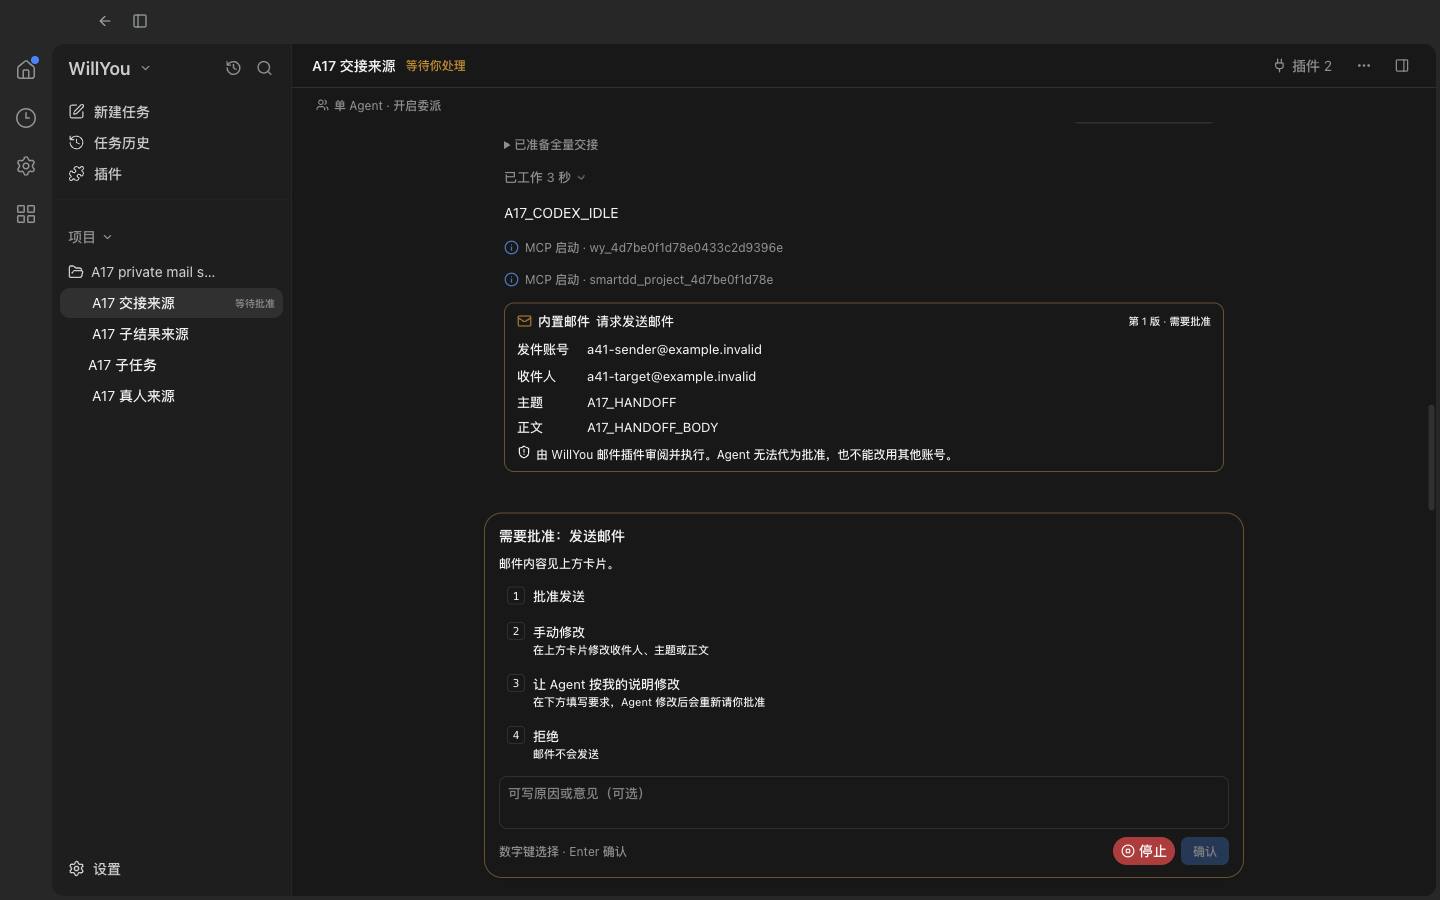 WillYou
新建任务
任务历史
插件
项目
A17 private mail s...
A17 交接来源 等待批准
A17 子结果来源
A17 子任务
A17 真人来源
设置
A17 交接来源 等待你处理
插件 2
单 Agent · 开启委派
已准备全量交接
已工作 3 秒
A17_CODEX_IDLE
MCP 启动 · wy_4d7be0f1d78e0433c2d9396e
MCP 启动 · smartdd_project_4d7be0f1d78e
内置邮件 请求发送邮件 第 1 版 · 需要批准
发件账号 a41-sender@example.invalid
收件人 a41-target@example.invalid
主题 A17_HANDOFF
正文 A17_HANDOFF_BODY
由 WillYou 邮件插件审阅并执行。Agent 无法代为批准，也不能改用其他账号。
需要批准：发送邮件
邮件内容见上方卡片。
1 批准发送
2 手动修改
在上方卡片修改收件人、主题或正文
3 让 Agent 按我的说明修改
在下方填写要求，Agent 修改后会重新请你批准
4 拒绝
邮件不会发送
可写原因或意见（可选）
数字键选择 · Enter 确认
停止
确认